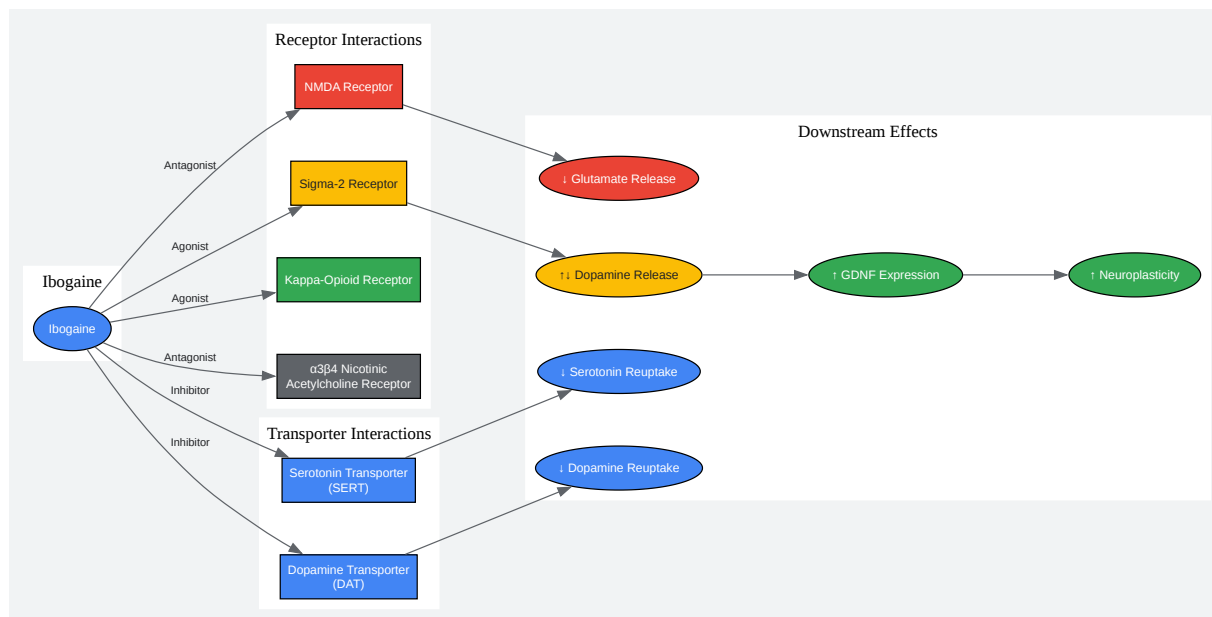 Receptor Interactions
NMDA Receptor
Downstream Effects
Antagonist
↓ Glutamate Release
Sigma-2 Receptor
Agonist
Ibogaine
Kappa-Opioid Receptor
↑↓ Dopamine Release
↑ GDNF Expression
↑ Neuroplasticity
Agonist
Ibogaine
Antagonist
α3β4 Nicotinic
Acetylcholine Receptor
↓ Serotonin Reuptake
Inhibitor
Transporter Interactions
Inhibitor
Serotonin Transporter
(SERT)
↓ Dopamine Reuptake
Dopamine Transporter
(DAT)